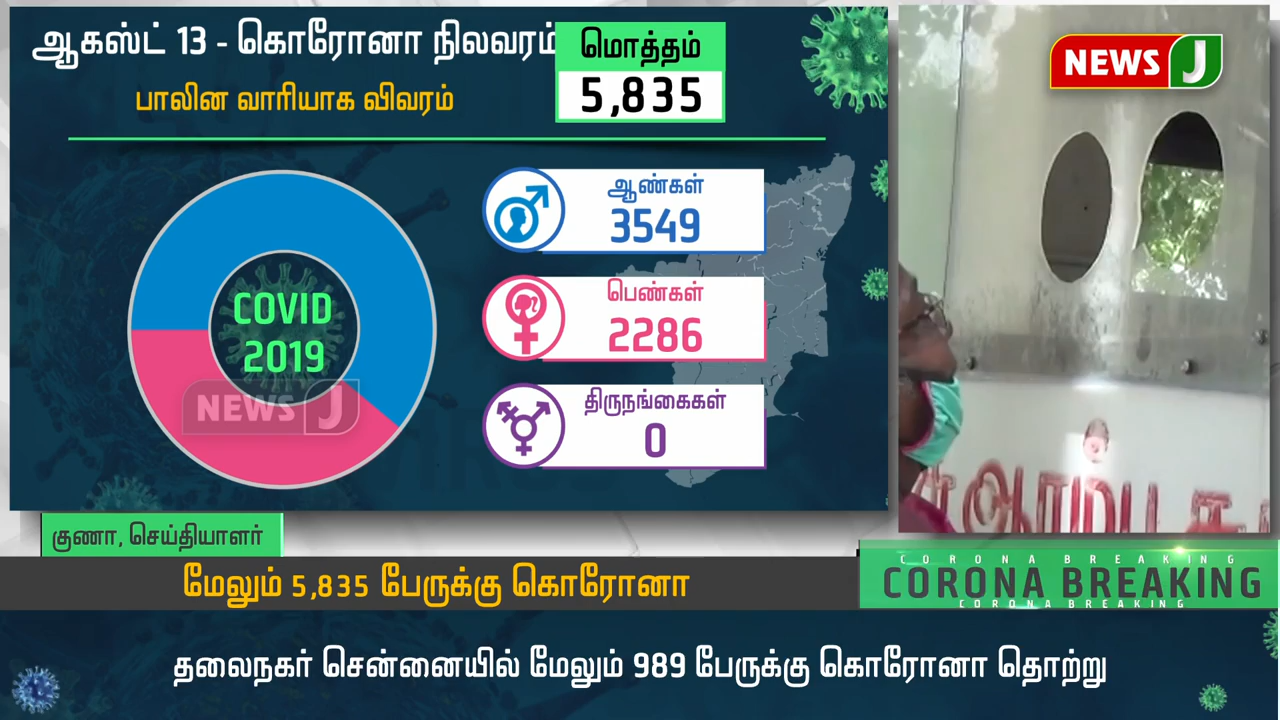 ஆகஸ்ட் 13 - கொரோனா நிலவரம்
மொத்தம்
5,835
பாலின வாரியாக விவரம்
NEWS J
ஆண்கள்
3549
பெண்கள்
2286
திருநங்கைகள்
0
COVID
2019
NEWS J
குணா, செய்தியாளர்
மேலும் 5,835 பேருக்கு கொரோனா
CORONA BREAKING
CORONA BREAKING
CORONA BREAKING
தலைநகர் சென்னையில் மேலும் 989 பேருக்கு கொரோனா தொற்று